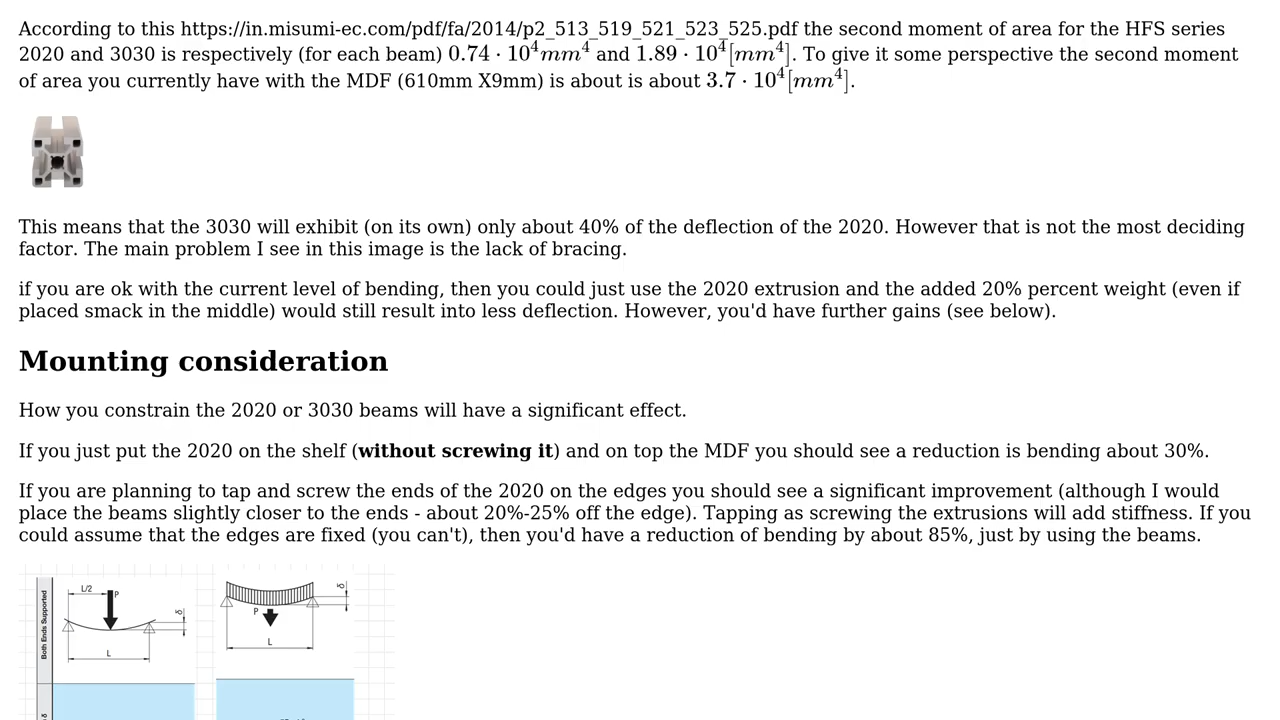 According to this https://in.misumi-ec.com/pdf/fa/2014/p2_513_519_521_523_525.pdf the second moment of area for the HFS series
2020 and 3030 is respectively (for each beam) 0.74 · 10⁴mm⁴ and 1.89 · 10⁴[mm⁴]. To give it some perspective the second moment
of area you currently have with the MDF (610mm X9mm) is about is about 3.7 · 10⁴[mm⁴].
This means that the 3030 will exhibit (on its own) only about 40% of the deflection of the 2020. However that is not the most deciding
factor. The main problem I see in this image is the lack of bracing.
if you are ok with the current level of bending, then you could just use the 2020 extrusion and the added 20% percent weight (even if
placed smack in the middle) would still result into less deflection. However, you'd have further gains (see below).
Mounting consideration
How you constrain the 2020 or 3030 beams will have a significant effect.
If you just put the 2020 on the shelf (without screwing it) and on top the MDF you should see a reduction is bending about 30%.
If you are planning to tap and screw the ends of the 2020 on the edges you should see a significant improvement (although I would
place the beams slightly closer to the ends - about 20%-25% off the edge). Tapping as screwing the extrusions will add stiffness. If you
could assume that the edges are fixed (you can't), then you'd have a reduction of bending by about 85%, just by using the beams.
Both Ends Supported
L/2
P
δ
L
P
δ
L
δ